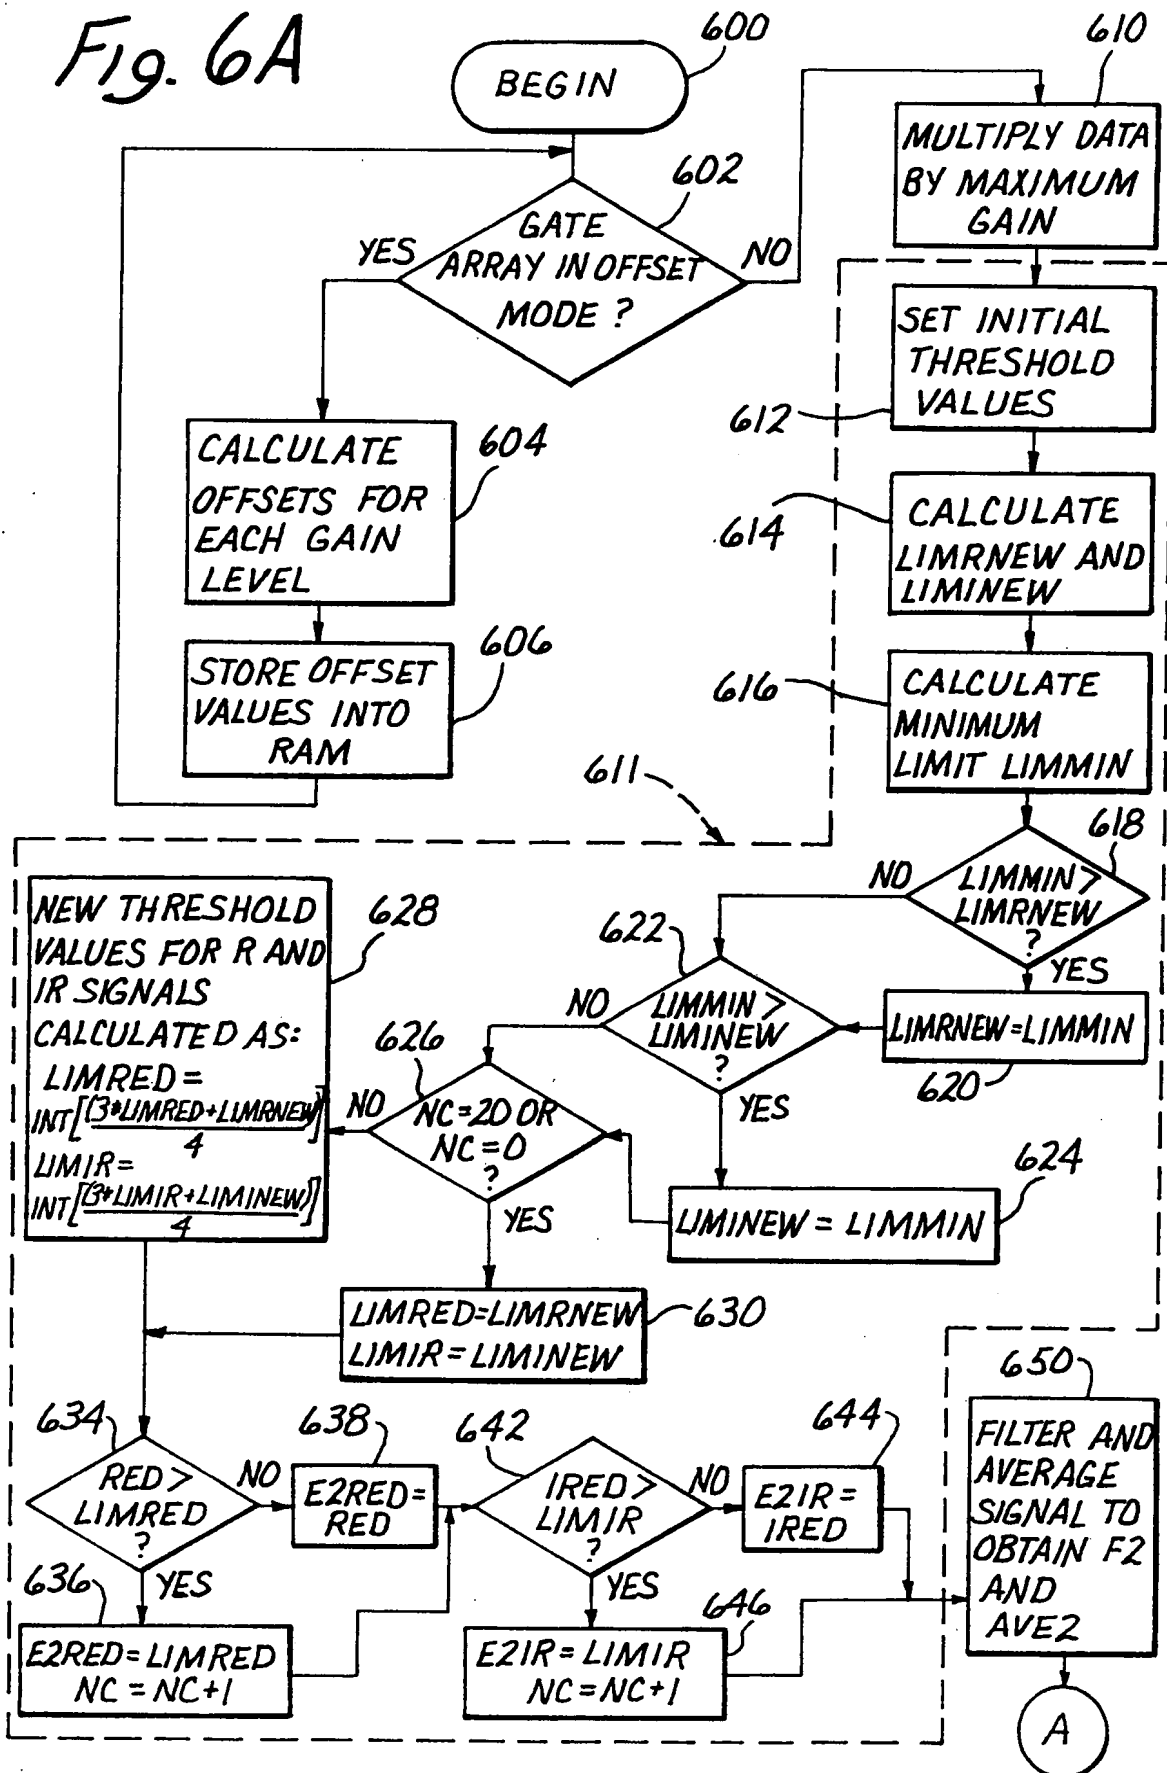 Fig. 6A
600
BEGIN
602
GATE
ARRAY IN OFFSET
MODE ?
YES
NO
604
CALCULATE
OFFSETS FOR
EACH GAIN
LEVEL
606
STORE OFFSET
VALUES INTO
RAM
610
MULTIPLY DATA
BY MAXIMUM
GAIN
611
612
SET INITIAL
THRESHOLD
VALUES
614
CALCULATE
LIMRNEW AND
LIMINEW
616
CALCULATE
MINIMUM
LIMIT LIMMIN
618
LIMMIN >
LIMRNEW
?
NO
YES
LIMRNEW=LIMMIN
620
622
LIMMIN >
LIMINEW
?
NO
YES
624
LIMINEW = LIMMIN
626
NC=20 OR
NC=0
?
NO
YES
628
NEW THRESHOLD
VALUES FOR R AND
IR SIGNALS
CALCULATED AS:
LIMRED =
INT[(3*LIMRED+LIMRNEW)]
4
LIMIR =
INT[(3*LIMIR+LIMINEW)]
4
630
LIMRED=LIMRNEW
LIMIR=LIMINEW
634
RED >
LIMRED
?
NO
YES
636
E2RED=LIMRED
NC=NC+1
638
E2RED=
RED
642
IRED >
LIMIR
?
NO
YES
644
E2IR=
IRED
646
E2IR=LIMIR
NC=NC+1
650
FILTER AND
AVERAGE
SIGNAL TO
OBTAIN F2
AND
AVE2
A